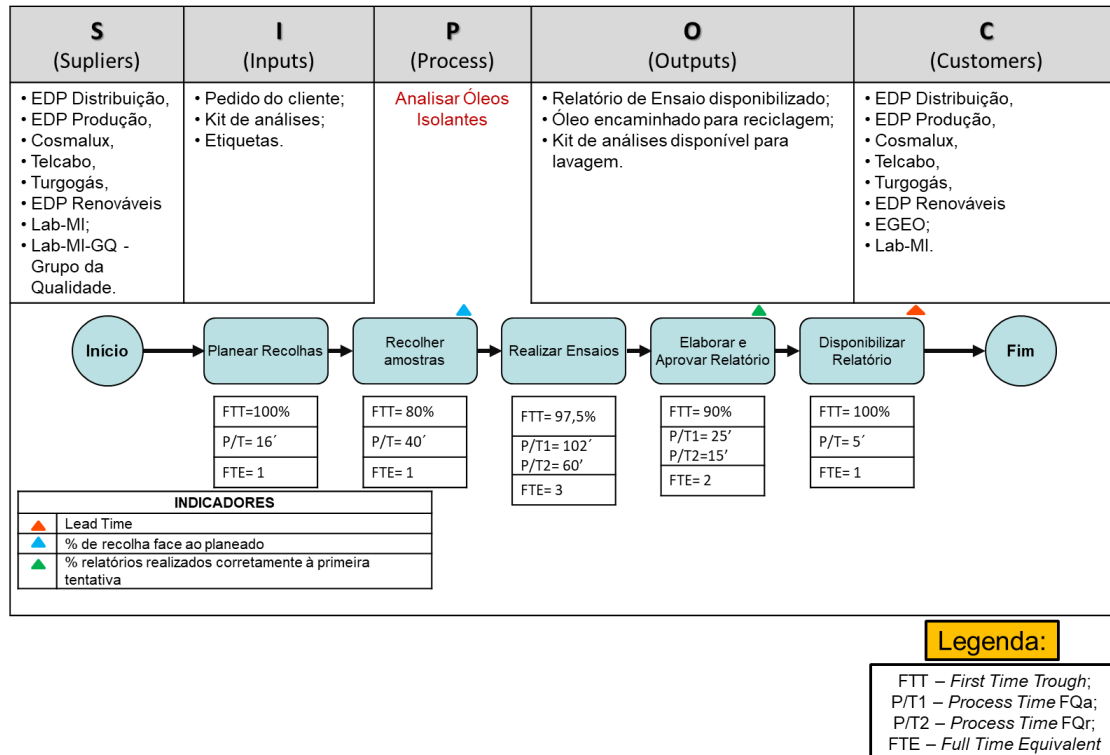 S
(Supliers)
I
(Inputs)
P
(Process)
O
(Outputs)
C
(Customers)
• EDP Distribuição,
• EDP Produção,
• Cosmalux,
• Telcabo,
• Turgogás,
• EDP Renováveis
• Lab-MI;
• Lab-MI-GQ -
Grupo da
Qualidade.
• Pedido do cliente;
• Kit de análises;
• Etiquetas.
Analisar Óleos
Isolantes
• Relatório de Ensaio disponibilizado;
• Óleo encaminhado para reciclagem;
• Kit de análises disponível para
lavagem.
• EDP Distribuição,
• EDP Produção,
• Cosmalux,
• Telcabo,
• Turgogás,
• EDP Renováveis
• EGEO;
• Lab-MI.
Início
Planear Recolhas
Recolher
amostras
Realizar Ensaios
Elaborar e
Aprovar Relatório
Disponibilizar
Relatório
Fim
FTT=100%
P/T= 16´
FTE= 1
FTT= 80%
P/T= 40´
FTE= 1
FTT= 97,5%
P/T1= 102´
P/T2= 60’
FTE= 3
FTT= 90%
P/T1= 25’
P/T2=15’
FTE= 2
FTT= 100%
P/T= 5´
FTE= 1
INDICADORES
Lead Time
% de recolha face ao planeado
% relatórios realizados corretamente à primeira
tentativa
Legenda:
FTT – First Time Trough;
P/T1 – Process Time FQa;
P/T2 – Process Time FQr;
FTE – Full Time Equivalent